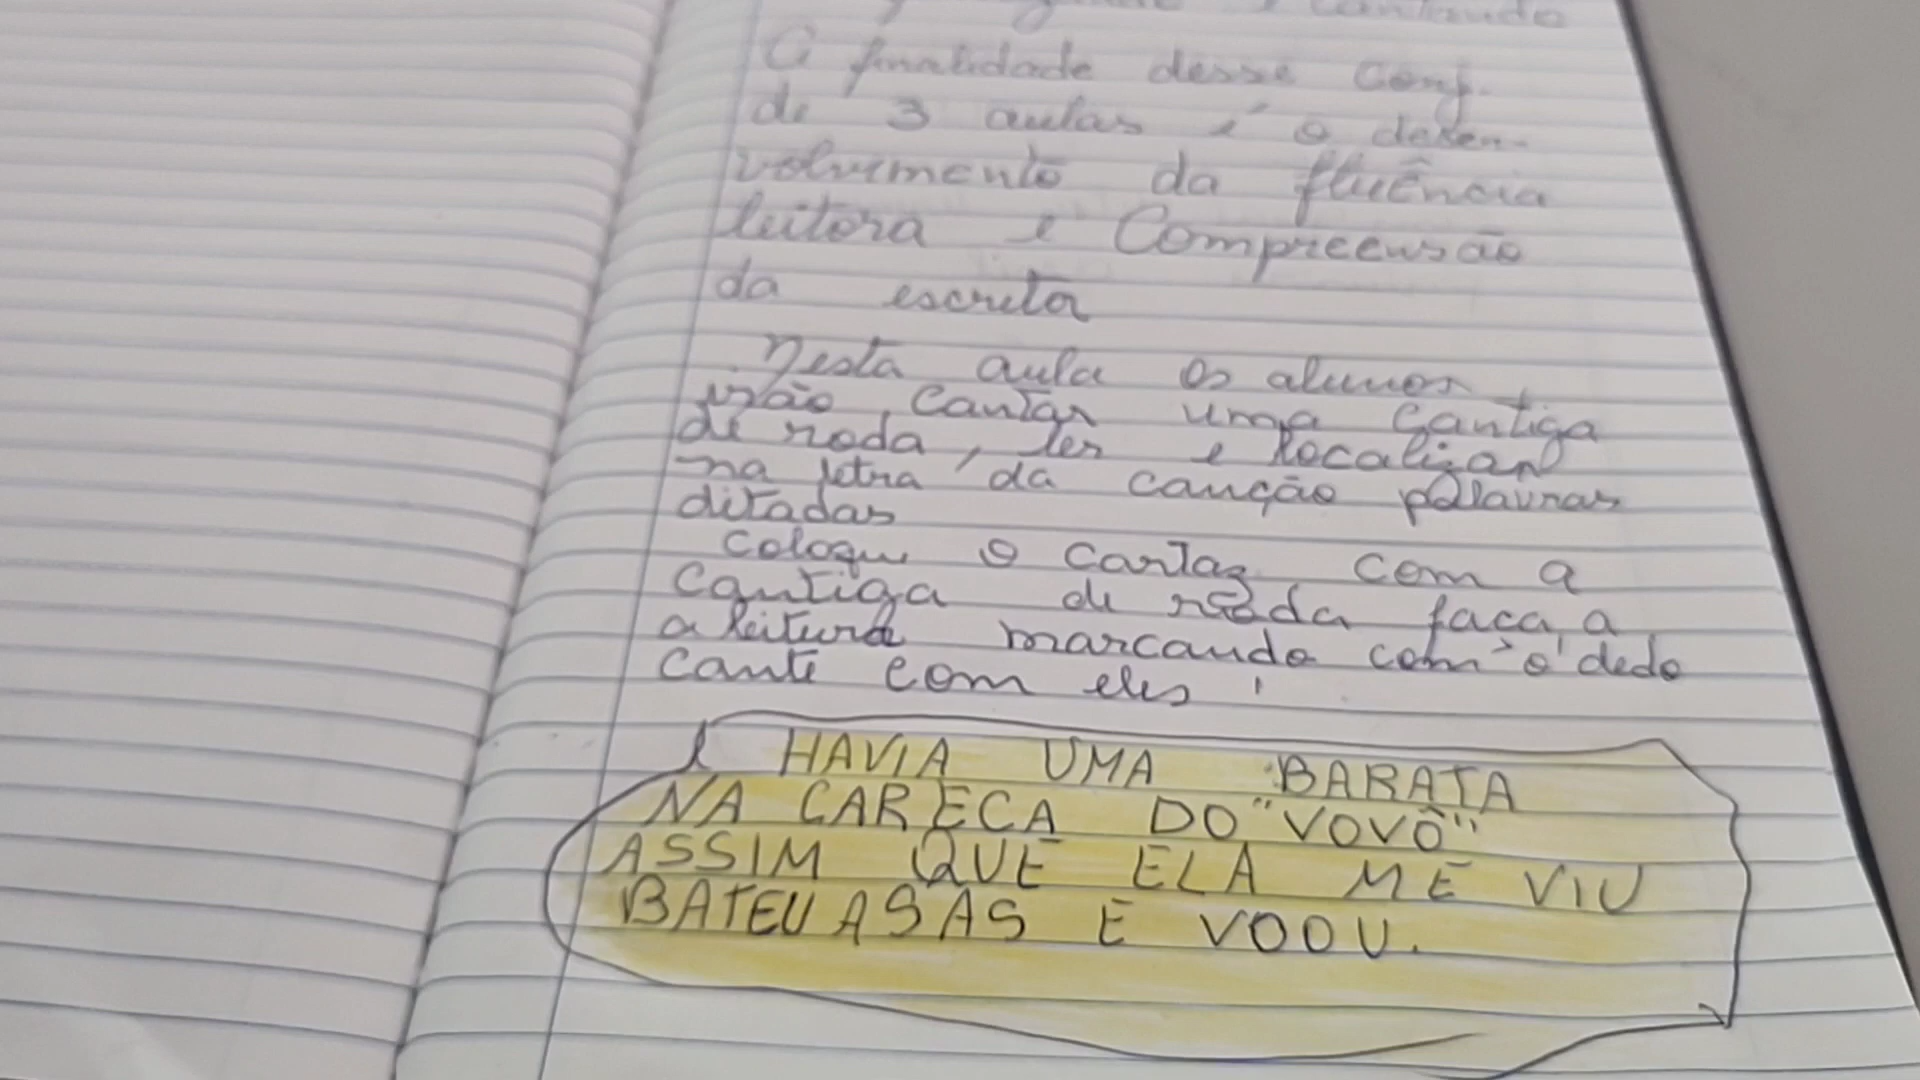 contendo
A finalidade desse Conj.
de 3 aulas é o desen-
volvimento da fluência
leitora e Compreensão
da escrita
Nesta aula os alunos
irão cantar uma cantiga
de roda, ler e localizar
na letra da canção palavras
ditadas
coloque o cartaz com a
cantiga de roda faça a
a leitura marcando com o dedo
cante com eles!
HAVIA UMA BARATA
NA CARECA DO "VOVÔ"
ASSIM QUE ELA ME VIU
BATEU ASAS E VOOU.